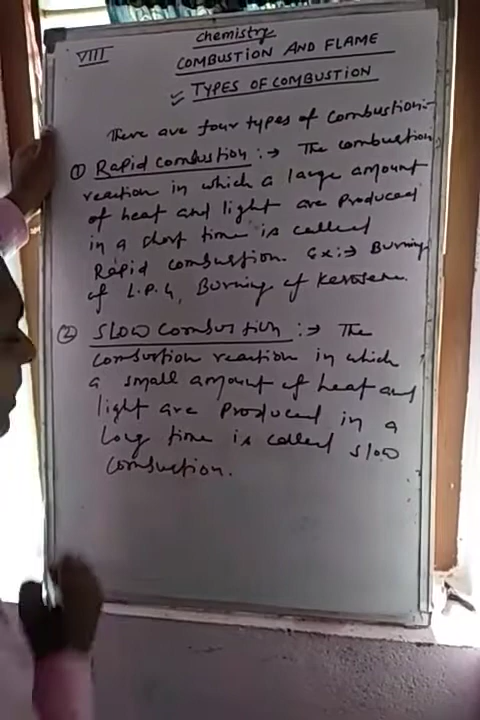 Chemistry
VIII
COMBUSTION AND FLAME
TYPES OF COMBUSTION
There are four types of combustion:-
① Rapid combustion :→ The combustion
reaction in which a large amount
of heat and light are produced
in a short time is called
Rapid combustion. Ex:→ Burning
of L.P.G, Burning of Kerosene.
② Slow Combustion :→ The
combustion reaction in which
a small amount of heat and
light are produced in a
long time is called slow
combustion.